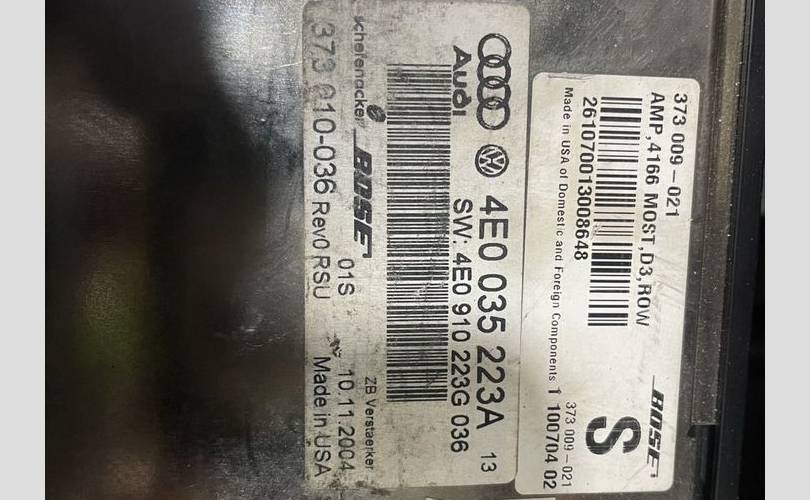 373 009-021
AMP,4166 MOST,D3,ROW
261070013008648
Made in USA of Domestic and Foreign Components
BOSE
S
373 009-021
1 100704 02
Audi
4E0 035 223A 13
SW: 4E0 910 223G 036
schefenacker BOSE
ZB Verstaerker
01S 10.11.2004
373 010-036 Rev0 RSU Made in USA